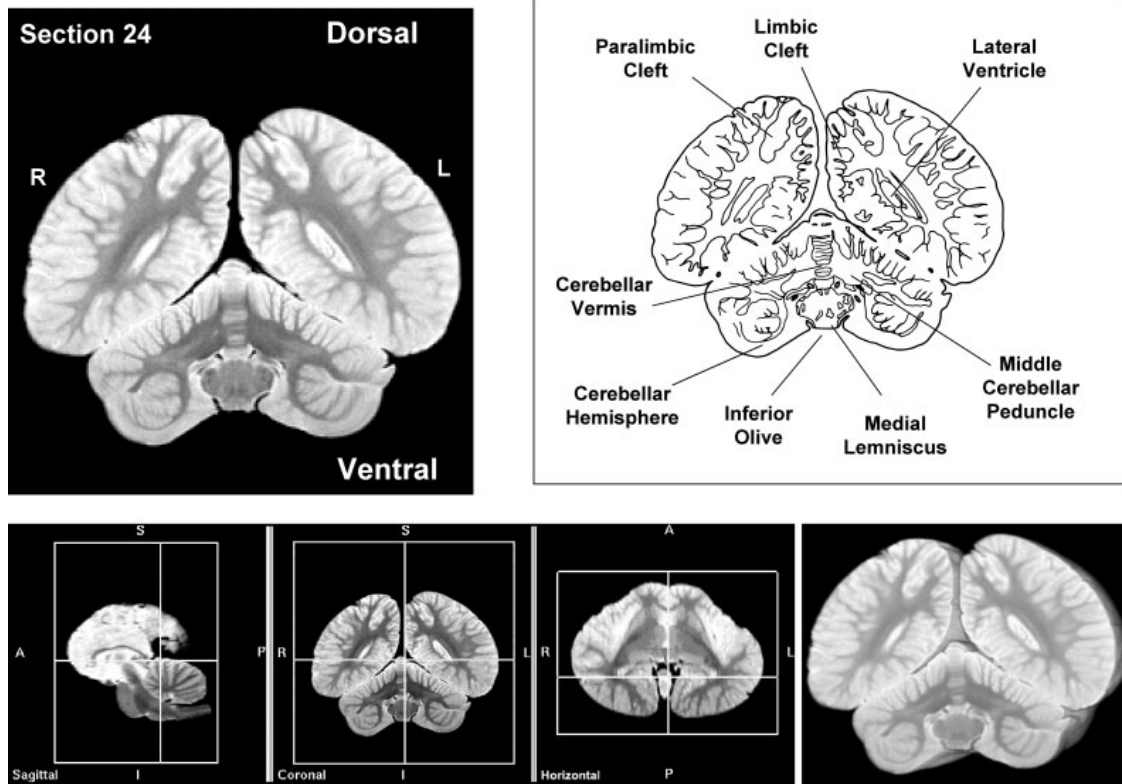 Section 24
Dorsal
R
L
Ventral
Paralimbic
Cleft
Limbic
Cleft
Lateral
Ventricle
Cerebellar
Vermis
Cerebellar
Hemisphere
Inferior
Olive
Medial
Lemniscus
Middle
Cerebellar
Peduncle
S
A
P
Sagittal
I
S
R
L
Coronal
I
A
R
L
Horizontal
P